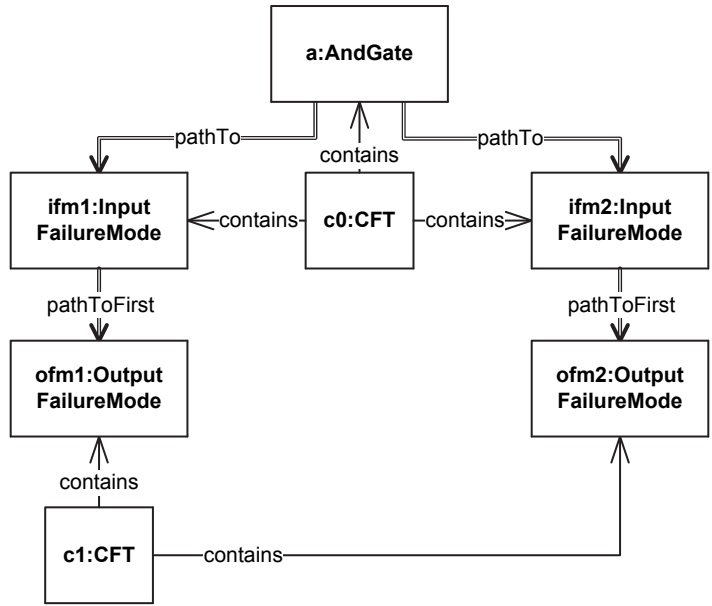 a:AndGate
pathTo
pathTo
contains
ifm1:Input
FailureMode
contains
c0:CFT
contains
ifm2:Input
FailureMode
pathToFirst
pathToFirst
ofm1:Output
FailureMode
ofm2:Output
FailureMode
contains
c1:CFT
contains